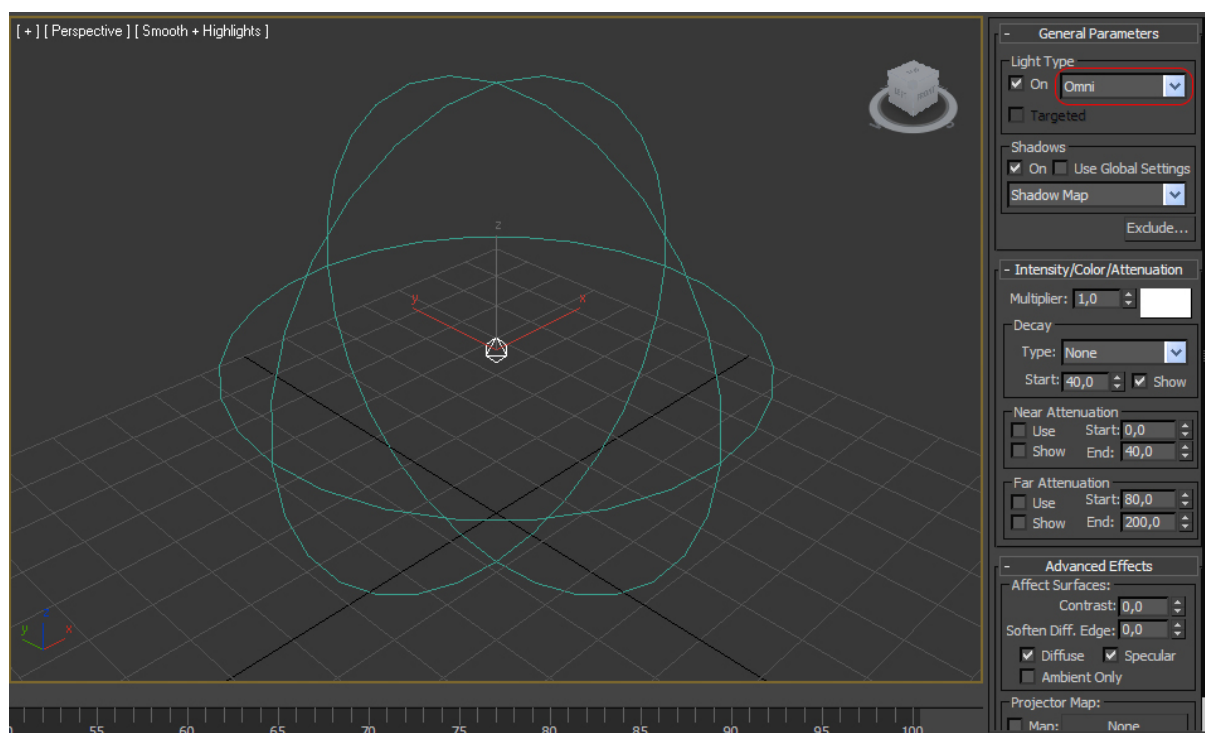 [ + ] [ Perspective ] [ Smooth + Highlights ]
z
y
x
z
y
x
55 60 65 70 75 80 85 90 95 100
- General Parameters
Light Type
On Omni
Targeted
Shadows
On Use Global Settings
Shadow Map
Exclude...
- Intensity/Color/Attenuation
Multiplier: 1,0
Decay
Type: None
Start: 40,0 Show
Near Attenuation
Use Start: 0,0
Show End: 40,0
Far Attenuation
Use Start: 80,0
Show End: 200,0
- Advanced Effects
Affect Surfaces:
Contrast: 0,0
Soften Diff. Edge: 0,0
Diffuse Specular
Ambient Only
Projector Map:
Map: None